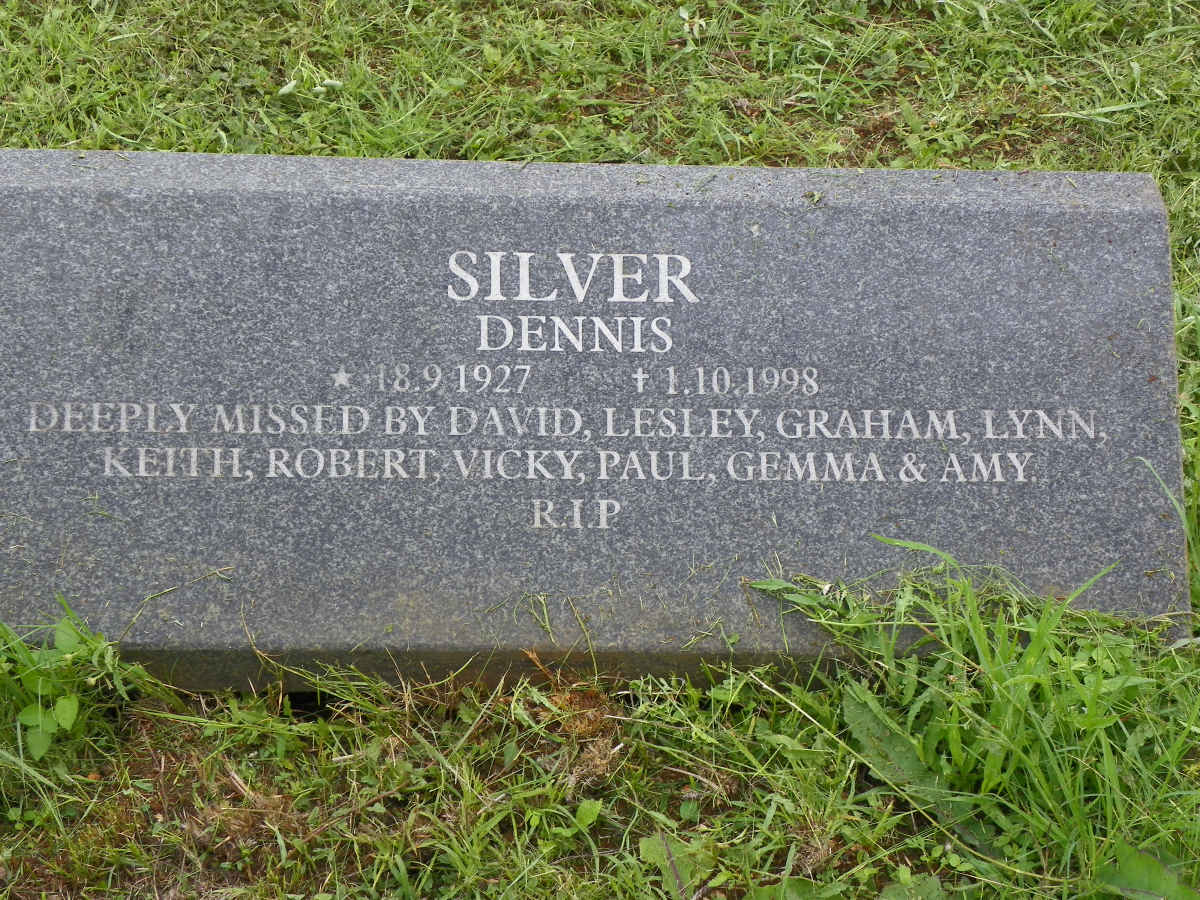 SILVER
DENNIS
★ 18.9.1927 ✝ 1.10.1998
DEEPLY MISSED BY DAVID, LESLEY, GRAHAM, LYNN,
KEITH, ROBERT, VICKY, PAUL, GEMMA & AMY.
R.I.P